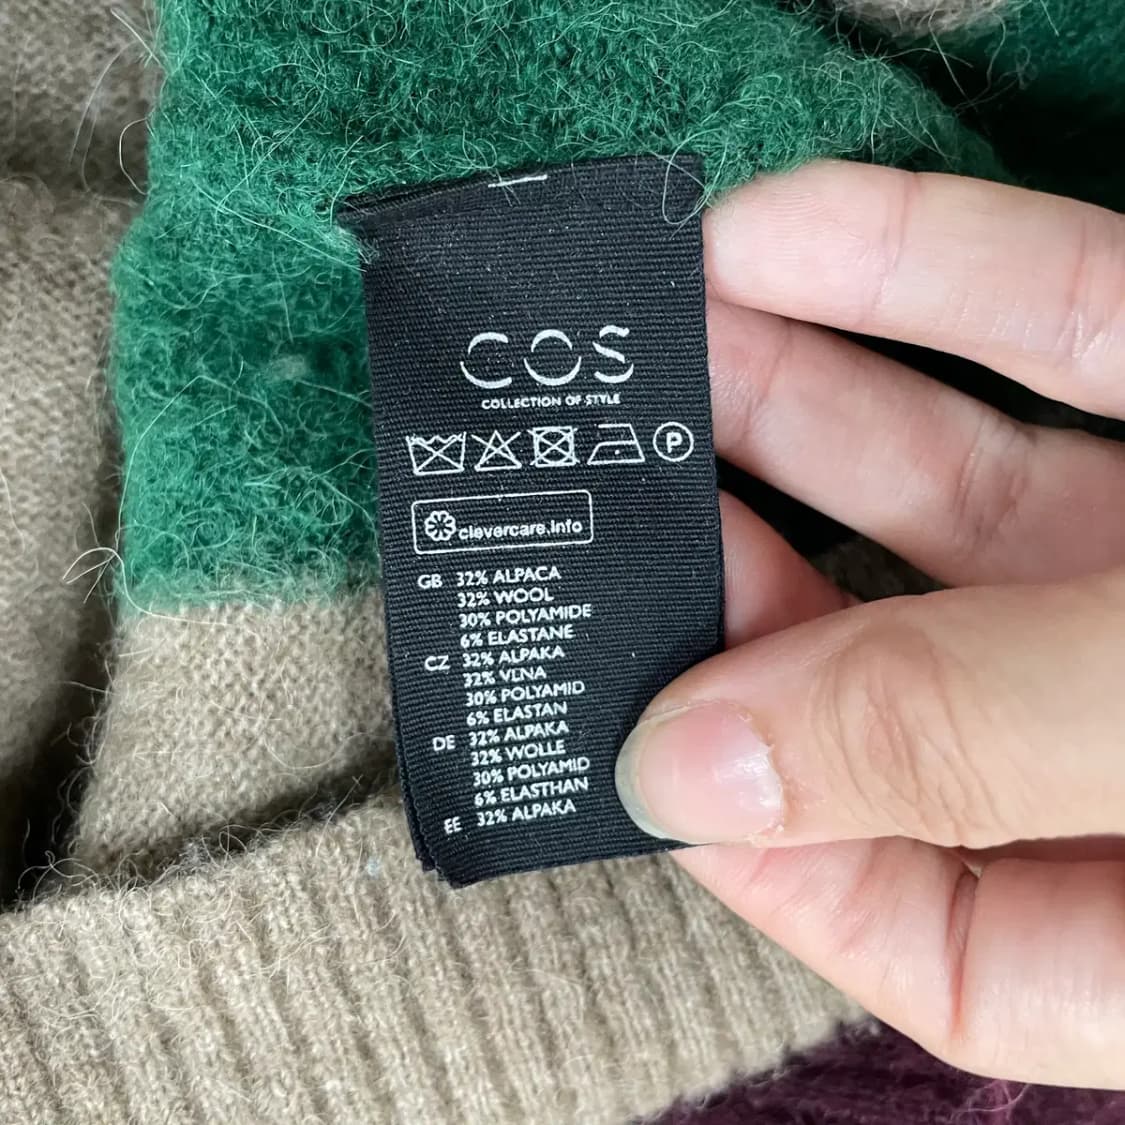 COS
COLLECTION OF STYLE
P
clevercare.info
GB 32% ALPACA
32% WOOL
30% POLYAMIDE
6% ELASTANE
CZ 32% ALPAKA
32% VLNA
30% POLYAMID
6% ELASTAN
DE 32% ALPAKA
32% WOLLE
30% POLYAMID
6% ELASTHAN
EE 32% ALPAKA